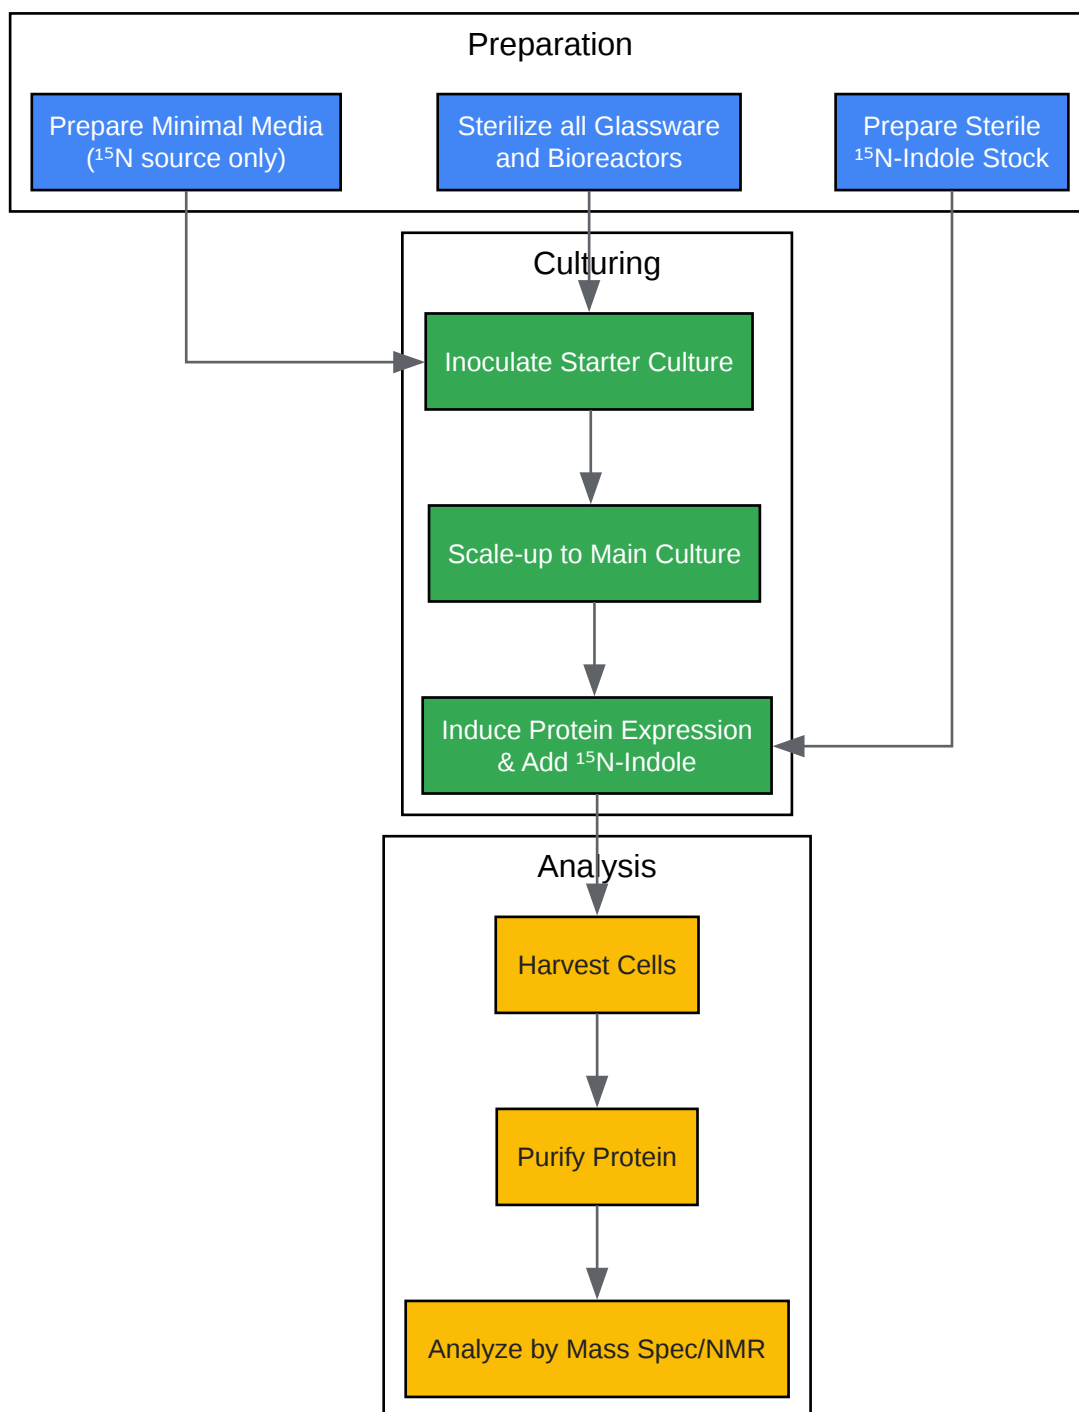 Preparation
Prepare Minimal Media
(¹⁵N source only)
Sterilize all Glassware
and Bioreactors
Prepare Sterile
¹⁵N-Indole Stock
Culturing
Inoculate Starter Culture
Scale-up to Main Culture
Induce Protein Expression
& Add ¹⁵N-Indole
Analysis
Harvest Cells
Purify Protein
Analyze by Mass Spec/NMR